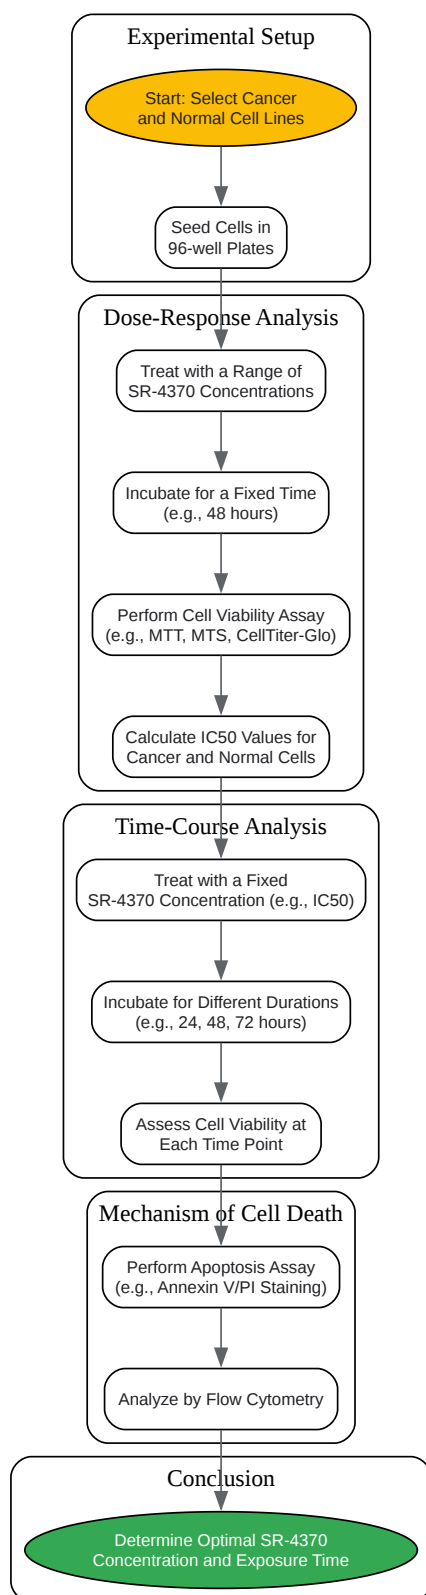 Experimental Setup
Start: Select Cancer
and Normal Cell Lines
Seed Cells in
96-well Plates
Dose-Response Analysis
Treat with a Range of
SR-4370 Concentrations
Incubate for a Fixed Time
(e.g., 48 hours)
Perform Cell Viability Assay
(e.g., MTT, MTS, CellTiter-Glo)
Calculate IC50 Values for
Cancer and Normal Cells
Time-Course Analysis
Treat with a Fixed
SR-4370 Concentration (e.g., IC50)
Incubate for Different Durations
(e.g., 24, 48, 72 hours)
Assess Cell Viability at
Each Time Point
Mechanism of Cell Death
Perform Apoptosis Assay
(e.g., Annexin V/PI Staining)
Analyze by Flow Cytometry
Conclusion
Determine Optimal SR-4370
Concentration and Exposure Time